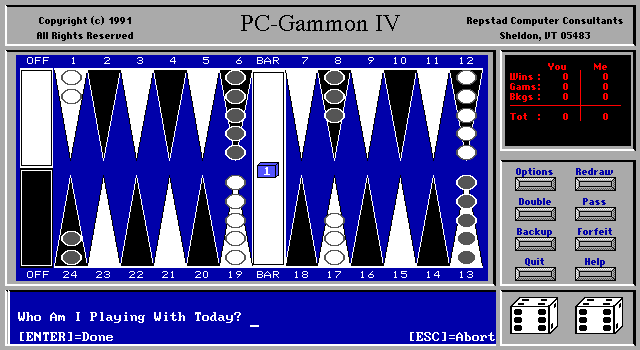 Copyright (c) 1991
All Rights Reserved
PC-Gammon IV
Repstad Computer Consultants
Sheldon, VT 05483
OFF 1 2 3 4 5 6 BAR 7 8 9 10 11 12
1
OFF 24 23 22 21 20 19 BAR 18 17 16 15 14 13
You Me
Wins: 0 0
Gams: 0 0
Bkgs: 0 0
Tot : 0 0
Options Redraw
Double Pass
Backup Forfeit
Quit Help
Who Am I Playing With Today? _
[ENTER]=Done [ESC]=Abort